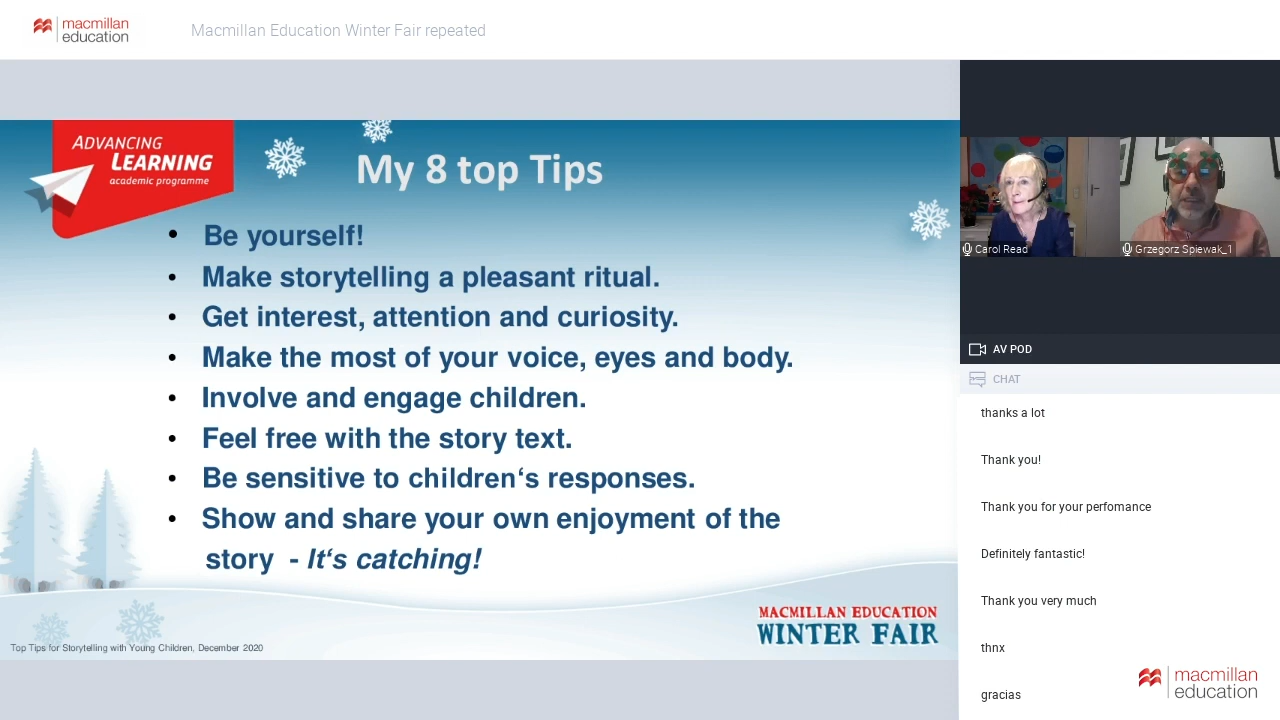 macmillan
education
Macmillan Education Winter Fair repeated
ADVANCING
LEARNING
academic programme
My 8 top Tips
• Be yourself!
• Make storytelling a pleasant ritual.
• Get interest, attention and curiosity.
• Make the most of your voice, eyes and body.
• Involve and engage children.
• Feel free with the story text.
• Be sensitive to children‘s responses.
• Show and share your own enjoyment of the
story - It‘s catching!
MACMILLAN EDUCATION
WINTER FAIR
Top Tips for Storytelling with Young Children, December 2020
Carol Read
Grzegorz Spiewak_1
AV POD
CHAT
thanks a lot
Thank you!
Thank you for your perfomance
Definitely fantastic!
Thank you very much
thnx
gracias
macmillan
education